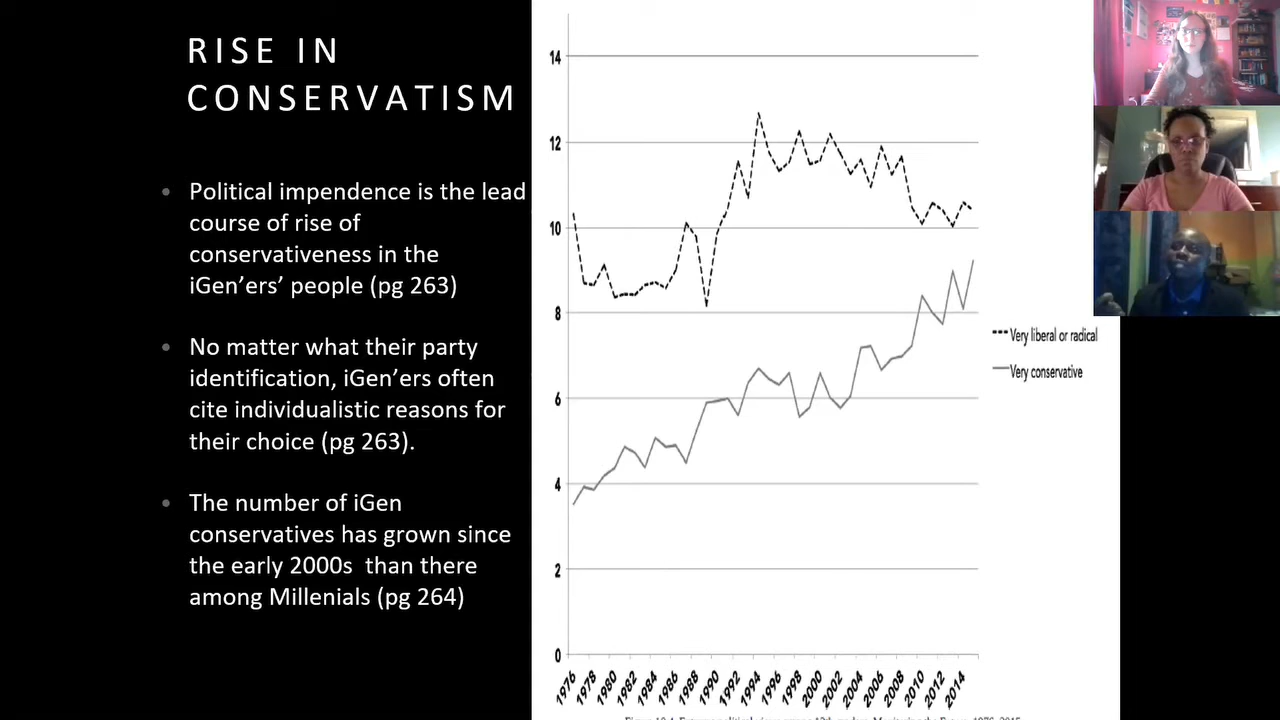 RISE IN
CONSERVATISM
• Political impendence is the lead
course of rise of
conservativeness in the
iGen'ers' people (pg 263)
• No matter what their party
identification, iGen'ers often
cite individualistic reasons for
their choice (pg 263).
• The number of iGen
conservatives has grown since
the early 2000s than there
among Millenials (pg 264)
14
12
10
8
6
4
2
0
1976 1978 1980 1982 1984 1986 1988 1990 1992 1994 1996 1998 2000 2002 2004 2006 2008 2010 2012 2014
Very liberal or radical
Very conservative